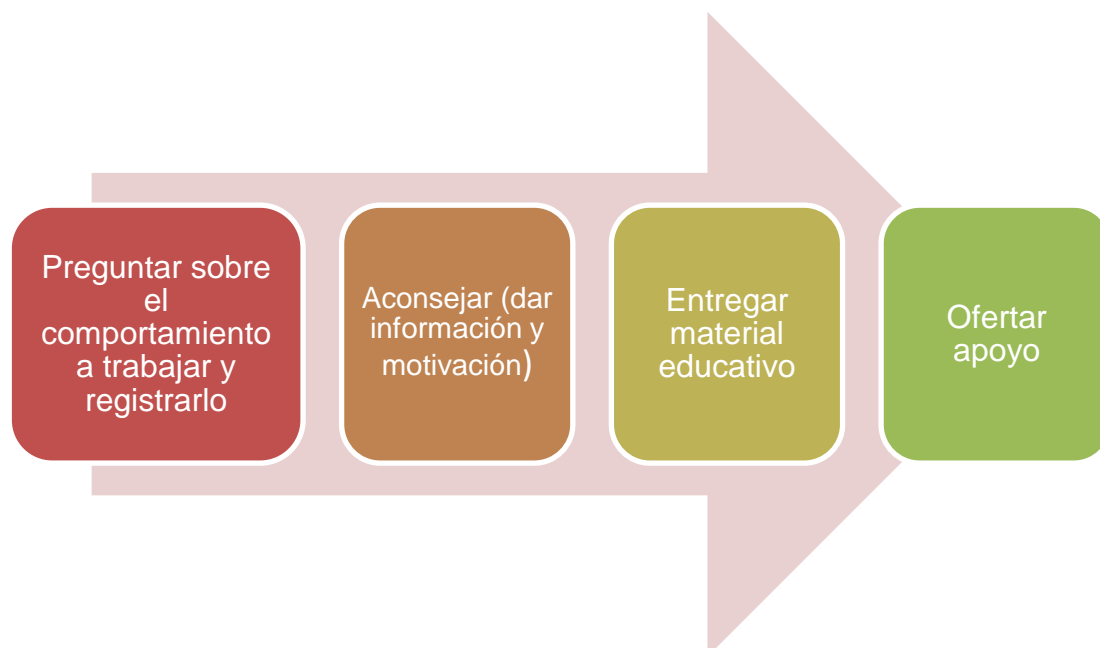 Preguntar sobre
el
comportamiento
a trabajar y
registrarlo
Aconsejar (dar
información y
motivación)
Entregar
material
educativo
Ofertar
apoyo